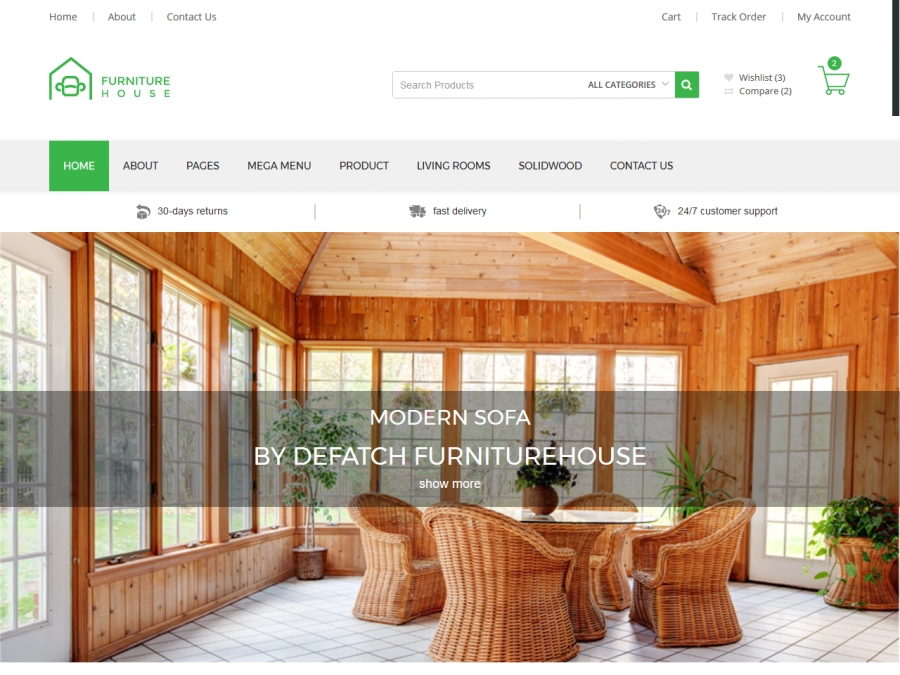 Home | About | Contact Us
Cart | Track Order | My Account
FURNITURE
HOUSE
Search Products
ALL CATEGORIES
Wishlist (3)
Compare (2)
2
HOME ABOUT PAGES MEGA MENU PRODUCT LIVING ROOMS SOLIDWOOD CONTACT US
30-days returns | fast delivery | 24/7 customer support
MODERN SOFA
BY DEFATCH FURNITUREHOUSE
show more